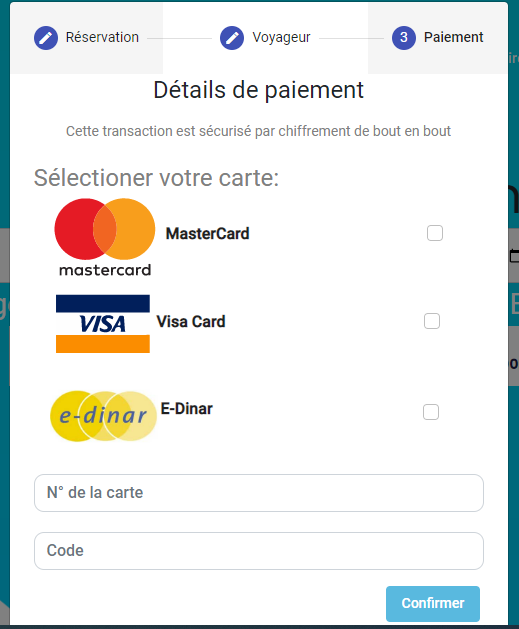 Réservation
Voyageur
3 Paiement
Détails de paiement
Cette transaction est sécurisé par chiffrement de bout en bout
Sélectioner votre carte:
mastercard
MasterCard
VISA
Visa Card
e-dinar
E-Dinar
N° de la carte
Code
Confirmer